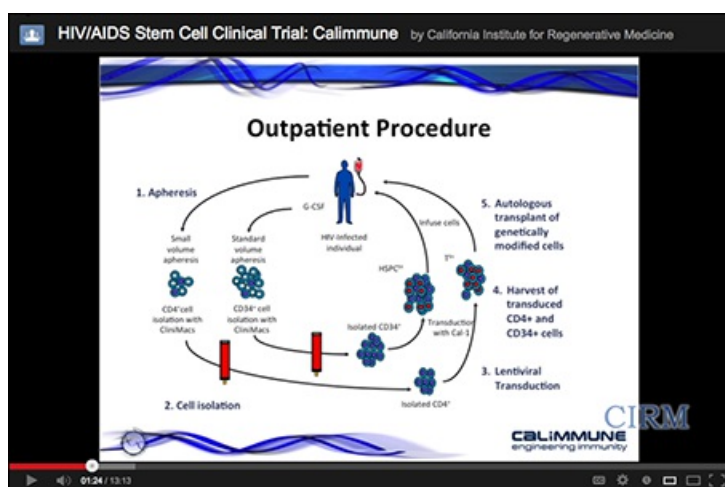 HIV/AIDS Stem Cell Clinical Trial: Calimmune by California Institute for Regenerative Medicine
Outpatient Procedure
1. Apheresis
G-CSF
HIV-Infected
individual
Infuse cells
5. Autologous
transplant of
genetically
modified cells
Small
volume
apheresis
Standard
volume
apheresis
CD4⁺cell
isolation with
CliniMacs
CD34⁺ cell
isolation with
CliniMacs
HSPC
Isolated CD34⁺
Transduction
with Cal-1
4. Harvest of
transduced
CD4+ and
CD34+ cells
3. Lentiviral
Transduction
2. Cell isolation
Isolated CD4⁺
CIRM
CALIMMUNE
engineering immunity
01:24 / 13:13